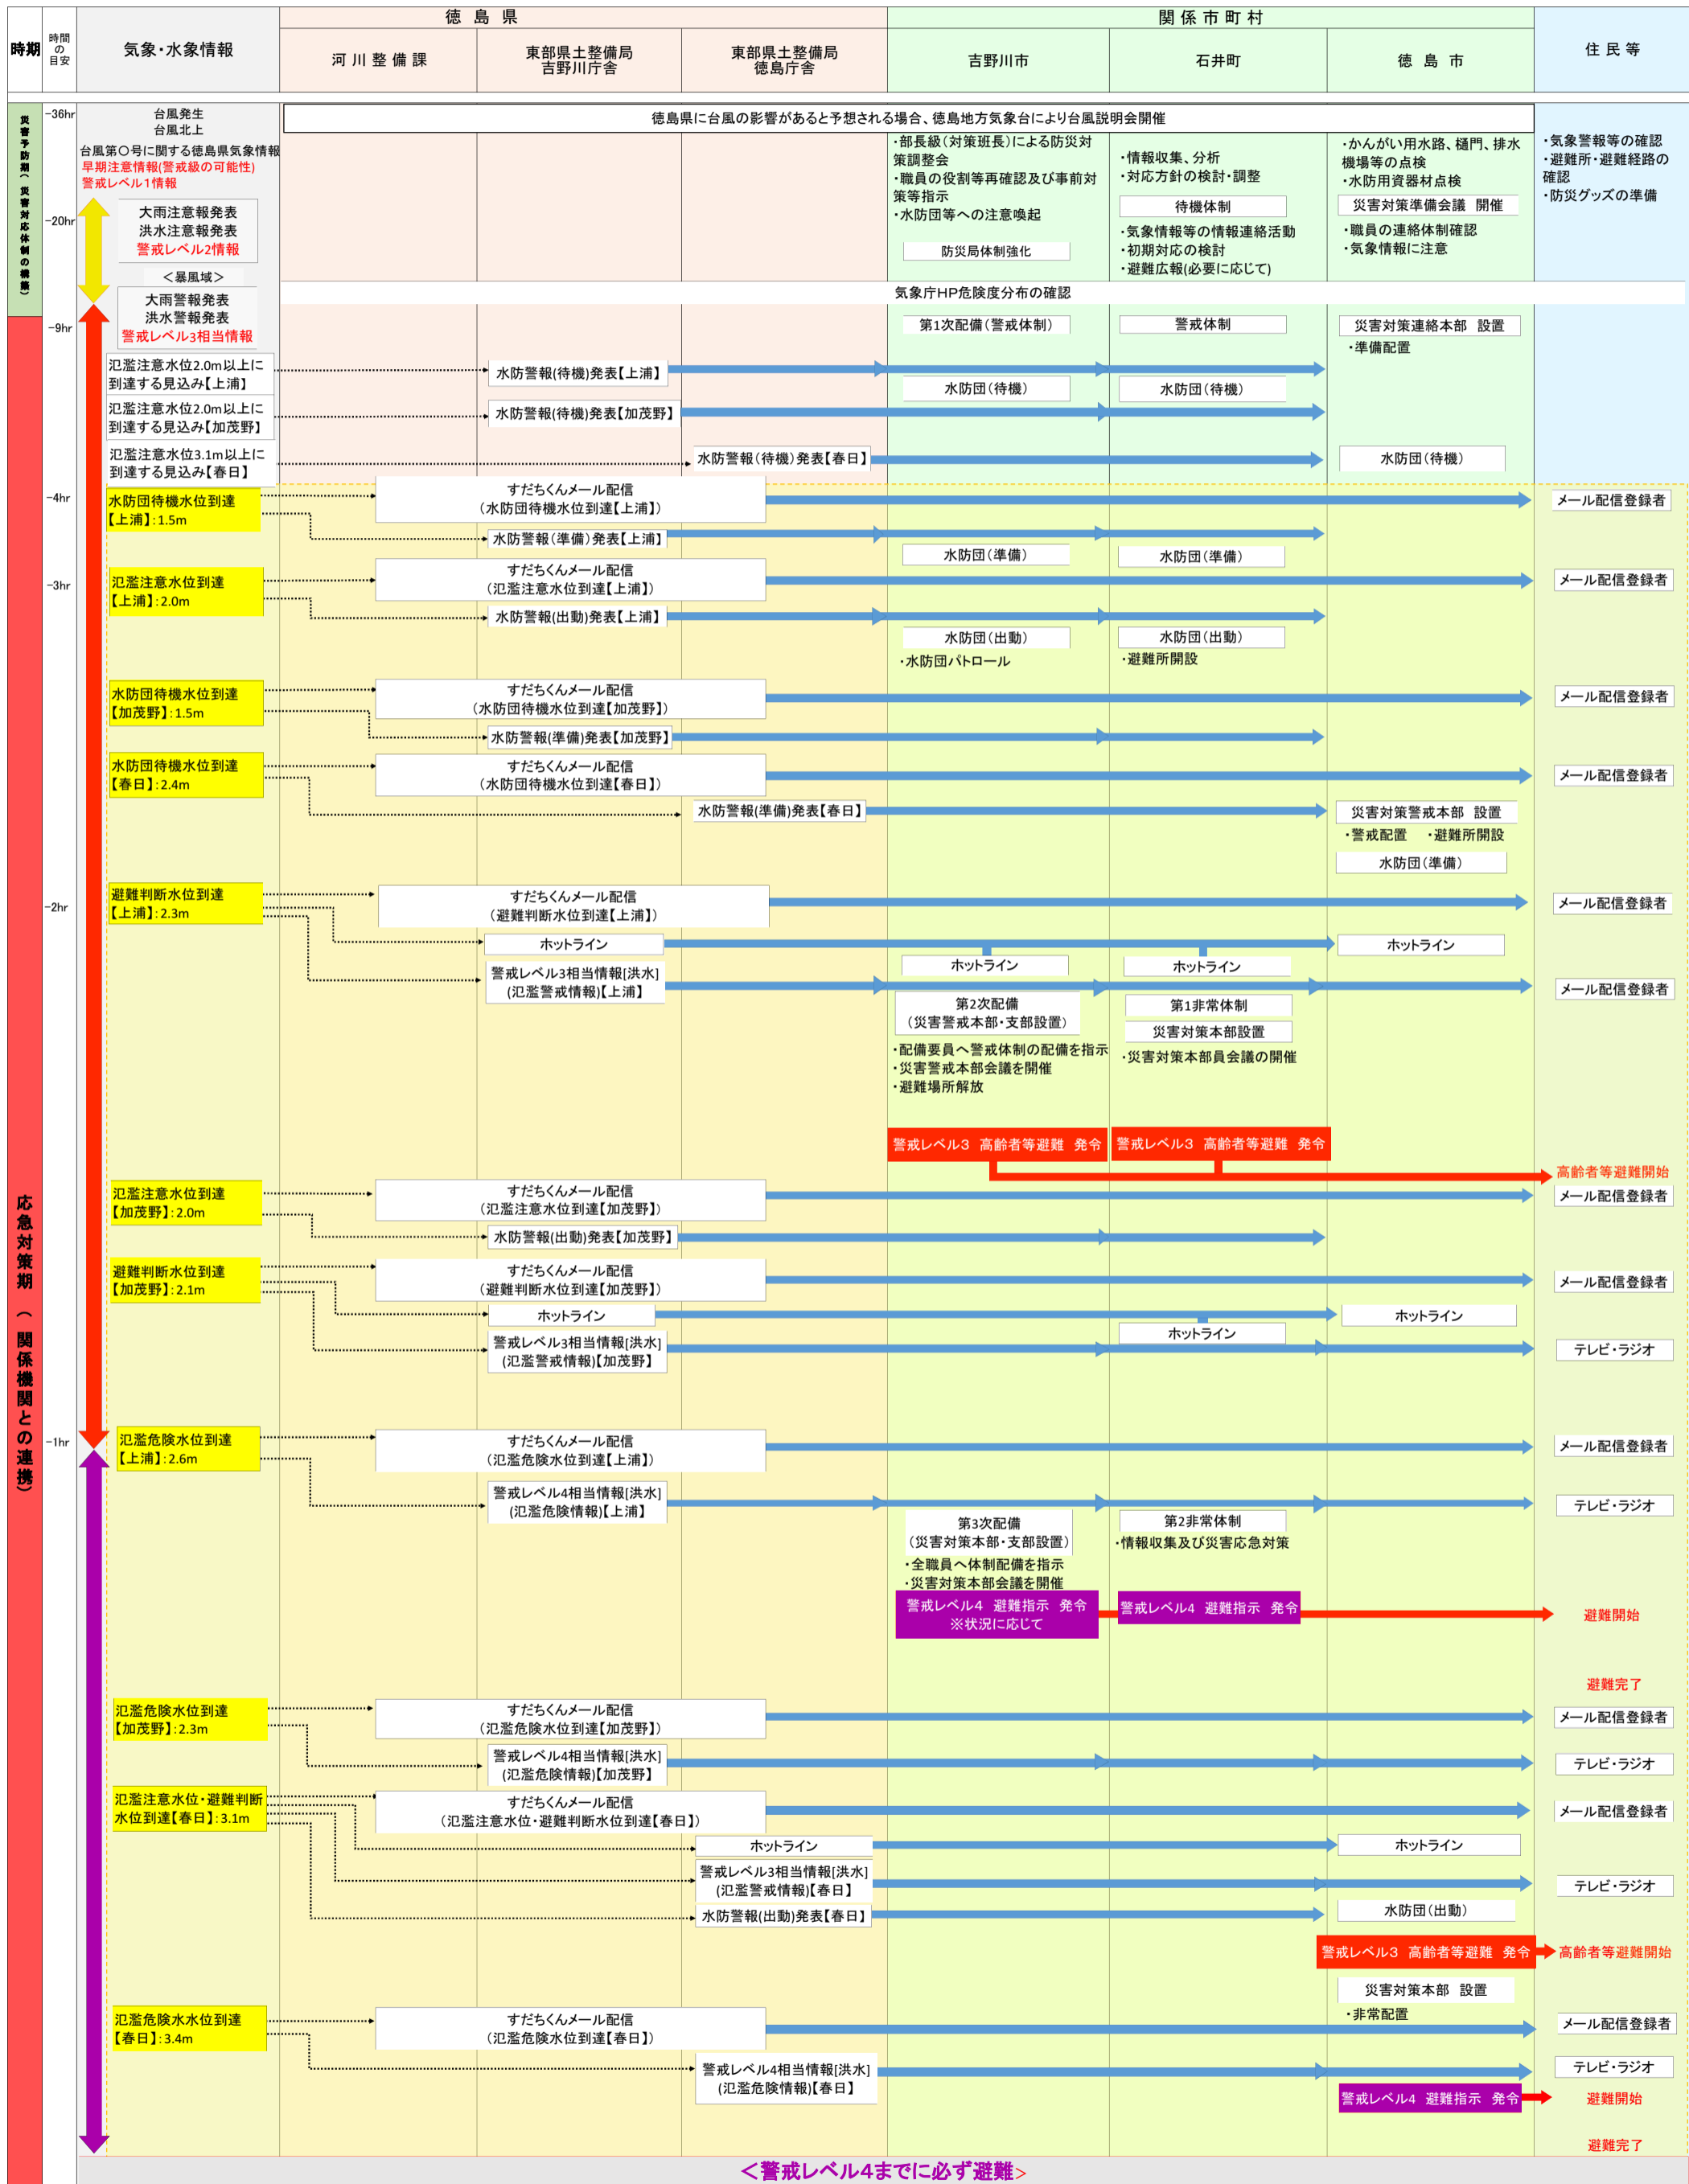 時期
時間
の
目安
気象・水象情報
徳島県
関係市町村
河川整備課
東部県土整備局
吉野川庁舎
東部県土整備局
徳島庁舎
吉野川市
石井町
徳島市
住民等
災害予防期(災害対応体制の構築)
-36hr
台風発生
台風北上
徳島県に台風の影響があると予想される場合、徳島地方気象台により台風説明会開催
台風第〇号に関する徳島県気象情報
早期注意情報(警戒級の可能性)
警戒レベル1情報
・部長級(対策班長)による防災対
策調整会
・職員の役割等再確認及び事前対
策等指示
・水防団等への注意喚起
防災局体制強化
・情報収集、分析
・対応方針の検討・調整
待機体制
・気象情報等の情報連絡活動
・初期対応の検討
・避難広報(必要に応じて)
・かんがい用水路、樋門、排水
機場等の点検
・水防用資器材点検
災害対策準備会議 開催
・職員の連絡体制確認
・気象情報に注意
・気象警報等の確認
・避難所・避難経路の
確認
・防災グッズの準備
-20hr
大雨注意報発表
洪水注意報発表
警戒レベル2情報
<暴風域>
気象庁HP危険度分布の確認
応急対策期(関係機関との連携)
-9hr
大雨警報発表
洪水警報発表
警戒レベル3相当情報
第1次配備(警戒体制)
警戒体制
災害対策連絡本部 設置
・準備配置
氾濫注意水位2.0m以上に
到達する見込み【上浦】
水防警報(待機)発表【上浦】
水防団(待機)
水防団(待機)
氾濫注意水位2.0m以上に
到達する見込み【加茂野】
水防警報(待機)発表【加茂野】
氾濫注意水位3.1m以上に
到達する見込み【春日】
水防警報(待機)発表【春日】
水防団(待機)
-4hr
水防団待機水位到達
【上浦】:1.5m
すだちくんメール配信
(水防団待機水位到達【上浦】)
メール配信登録者
水防警報(準備)発表【上浦】
水防団(準備)
水防団(準備)
-3hr
氾濫注意水位到達
【上浦】:2.0m
すだちくんメール配信
(氾濫注意水位到達【上浦】)
メール配信登録者
水防警報(出動)発表【上浦】
水防団(出動)
・水防団パトロール
水防団(出動)
・避難所開設
水防団待機水位到達
【加茂野】:1.5m
すだちくんメール配信
(水防団待機水位到達【加茂野】)
メール配信登録者
水防警報(準備)発表【加茂野】
水防団待機水位到達
【春日】:2.4m
すだちくんメール配信
(水防団待機水位到達【春日】)
メール配信登録者
水防警報(準備)発表【春日】
災害対策警戒本部 設置
・警戒配置 ・避難所開設
水防団(準備)
-2hr
避難判断水位到達
【上浦】:2.3m
すだちくんメール配信
(避難判断水位到達【上浦】)
メール配信登録者
ホットライン
ホットライン
ホットライン
ホットライン
警戒レベル3相当情報[洪水]
(氾濫警戒情報)【上浦】
メール配信登録者
第2次配備
(災害警戒本部・支部設置)
・配備要員へ警戒体制の配備を指示
・災害警戒本部会議を開催
・避難場所解放
第1非常体制
災害対策本部設置
・災害対策本部員会議の開催
警戒レベル3 高齢者等避難 発令
警戒レベル3 高齢者等避難 発令
高齢者等避難開始
氾濫注意水位到達
【加茂野】:2.0m
すだちくんメール配信
(氾濫注意水位到達【加茂野】)
メール配信登録者
水防警報(出動)発表【加茂野】
避難判断水位到達
【加茂野】:2.1m
すだちくんメール配信
(避難判断水位到達【加茂野】)
メール配信登録者
ホットライン
ホットライン
ホットライン
警戒レベル3相当情報[洪水]
(氾濫警戒情報)【加茂野】
テレビ・ラジオ
-1hr
氾濫危険水位到達
【上浦】:2.6m
すだちくんメール配信
(氾濫危険水位到達【上浦】)
メール配信登録者
警戒レベル4相当情報[洪水]
(氾濫危険情報)【上浦】
テレビ・ラジオ
第3次配備
(災害対策本部・支部設置)
・全職員へ体制配備を指示
・災害対策本部会議を開催
第2非常体制
・情報収集及び災害応急対策
警戒レベル4 避難指示 発令
※状況に応じて
警戒レベル4 避難指示 発令
避難開始
避難完了
氾濫危険水位到達
【加茂野】:2.3m
すだちくんメール配信
(氾濫危険水位到達【加茂野】)
メール配信登録者
警戒レベル4相当情報[洪水]
(氾濫危険情報)【加茂野】
テレビ・ラジオ
氾濫注意水位・避難判断
水位到達【春日】:3.1m
すだちくんメール配信
(氾濫注意水位・避難判断水位到達【春日】)
メール配信登録者
ホットライン
ホットライン
警戒レベル3相当情報[洪水]
(氾濫警戒情報)【春日】
テレビ・ラジオ
水防警報(出動)発表【春日】
水防団(出動)
警戒レベル3 高齢者等避難 発令
高齢者等避難開始
災害対策本部 設置
・非常配置
氾濫危険水水位到達
【春日】:3.4m
すだちくんメール配信
(氾濫危険水位到達【春日】)
メール配信登録者
警戒レベル4相当情報[洪水]
(氾濫危険情報)【春日】
テレビ・ラジオ
警戒レベル4 避難指示 発令
避難開始
避難完了
<警戒レベル4までに必ず避難>